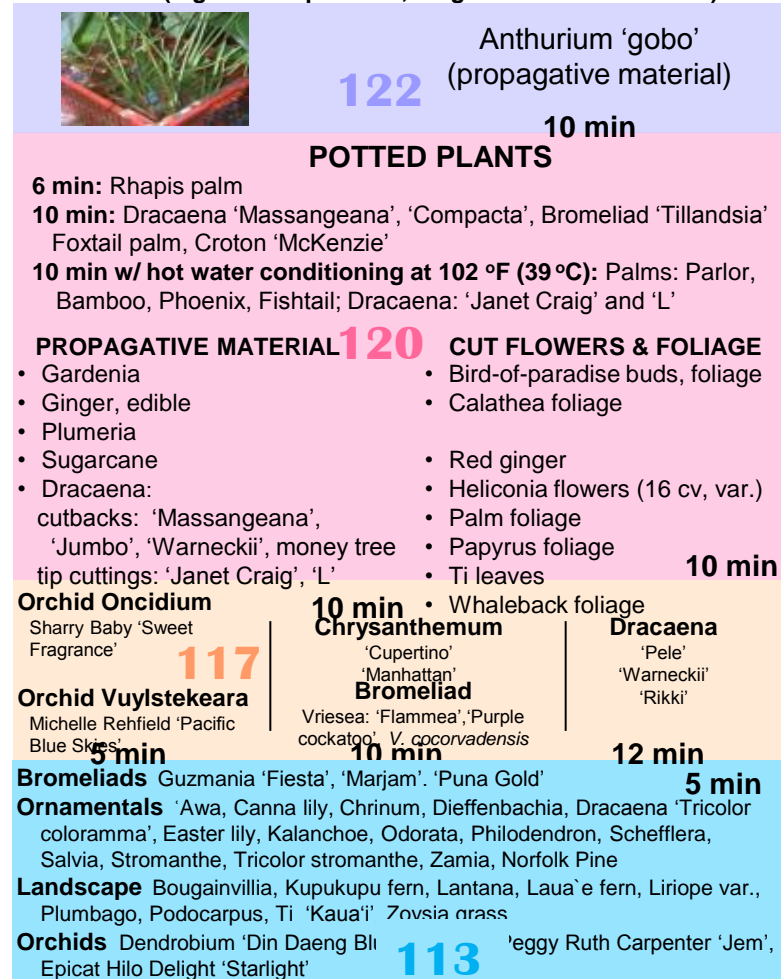 Anthurium ‘gobo’
(propagative material)
122
10 min
POTTED PLANTS
6 min: Rhapis palm
10 min: Dracaena ‘Massangeana’, ‘Compacta’, Bromeliad ‘Tillandsia’
Foxtail palm, Croton ‘McKenzie’
10 min w/ hot water conditioning at 102 ºF (39 ºC): Palms: Parlor,
Bamboo, Phoenix, Fishtail; Dracaena: ‘Janet Craig’ and ‘L’
120
PROPAGATIVE MATERIAL
• Gardenia
• Ginger, edible
• Plumeria
• Sugarcane
• Dracaena:
cutbacks: ‘Massangeana’,
‘Jumbo’, ‘Warneckii’, money tree
tip cuttings: ‘Janet Craig’, ‘L’
CUT FLOWERS & FOLIAGE
• Bird-of-paradise buds, foliage
• Calathea foliage
• Red ginger
• Heliconia flowers (16 cv, var.)
• Palm foliage
• Papyrus foliage
• Ti leaves
• Whaleback foliage
10 min
10 min
117
Orchid Oncidium
Sharry Baby ‘Sweet
Fragrance’
Orchid Vuylstekeara
Michelle Rehfield ‘Pacific
Blue Skies’
5 min
Chrysanthemum
‘Cupertino’
‘Manhattan’
Bromeliad
Vriesea: ‘Flammea’,‘Purple
cockatoo’, V. cocorvadensis
10 min
Dracaena
‘Pele’
‘Warneckii’
‘Rikki’
12 min
Bromeliads Guzmania ‘Fiesta’, ‘Marjam’. ‘Puna Gold’
5 min
Ornamentals ‘Awa, Canna lily, Chrinum, Dieffenbachia, Dracaena ‘Tricolor
coloramma’, Easter lily, Kalanchoe, Odorata, Philodendron, Schefflera,
Salvia, Stromanthe, Tricolor stromanthe, Zamia, Norfolk Pine
Landscape Bougainvillia, Kupukupu fern, Lantana, Laua`e fern, Liriope var.,
Plumbago, Podocarpus, Ti ‘Kaua‘i’ Zoysia grass
Orchids Dendrobium ‘Din Daeng Ruth Carpenter ‘Jem’,
Epicat Hilo Delight ‘Starlight’
113